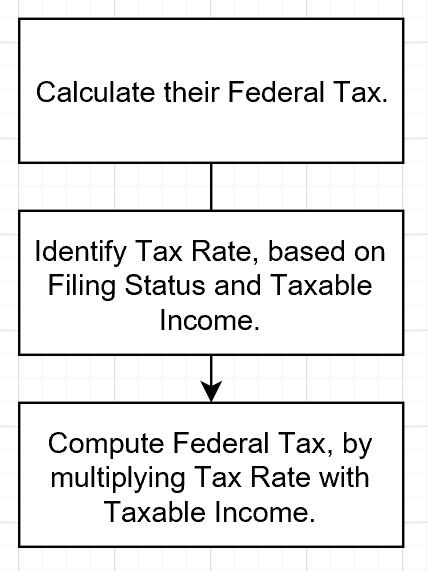 Calculate their Federal Tax.
Identify Tax Rate, based on
Filing Status and Taxable
Income.
Compute Federal Tax, by
multiplying Tax Rate with
Taxable Income.